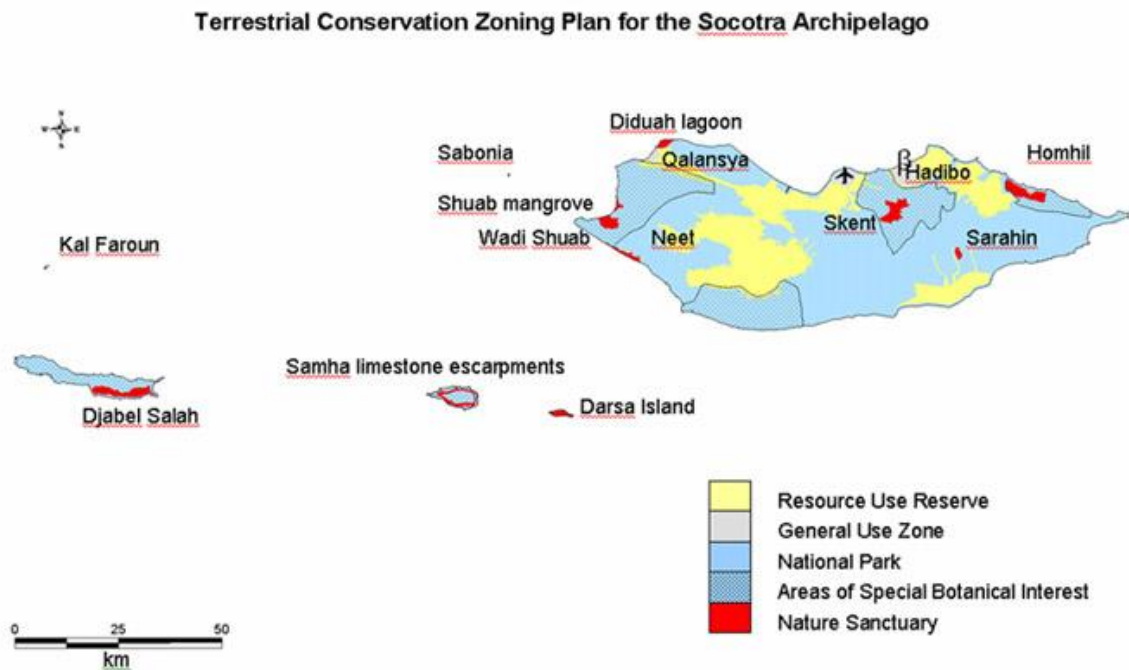 Terrestrial Conservation Zoning Plan for the Socotra Archipelago
N
W E
S
Diduah lagoon
Sabonia
Qalansya
Homhil
Hadibo
Shuab mangrove
Skent
Wadi Shuab
Neet
Sarahin
Kal Faroun
Samha limestone escarpments
Djabel Salah
Darsa Island
Resource Use Reserve
General Use Zone
National Park
Areas of Special Botanical Interest
Nature Sanctuary
0 25 50
km